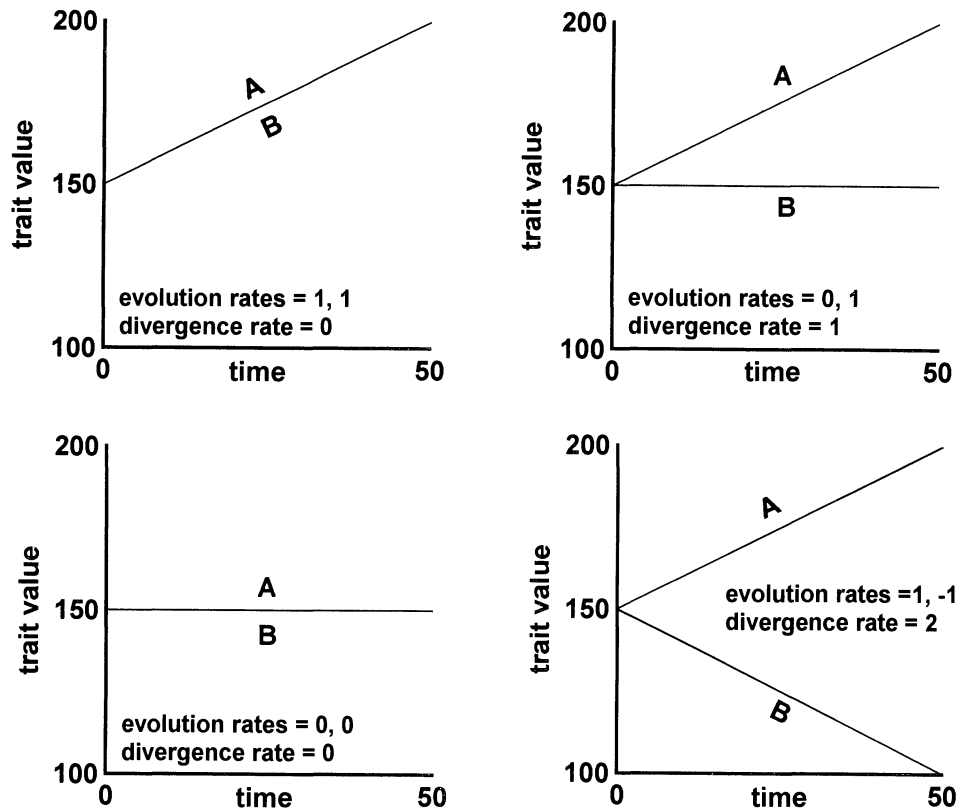 200
A
B
trait value
150
evolution rates = 1, 1
divergence rate = 0
100
0
time
50
200
A
trait value
150
B
evolution rates = 0, 1
divergence rate = 1
100
0
time
50
200
A
trait value
150
B
evolution rates = 0, 0
divergence rate = 0
100
0
time
50
200
A
trait value
150
evolution rates =1, -1
divergence rate = 2
B
100
0
time
50